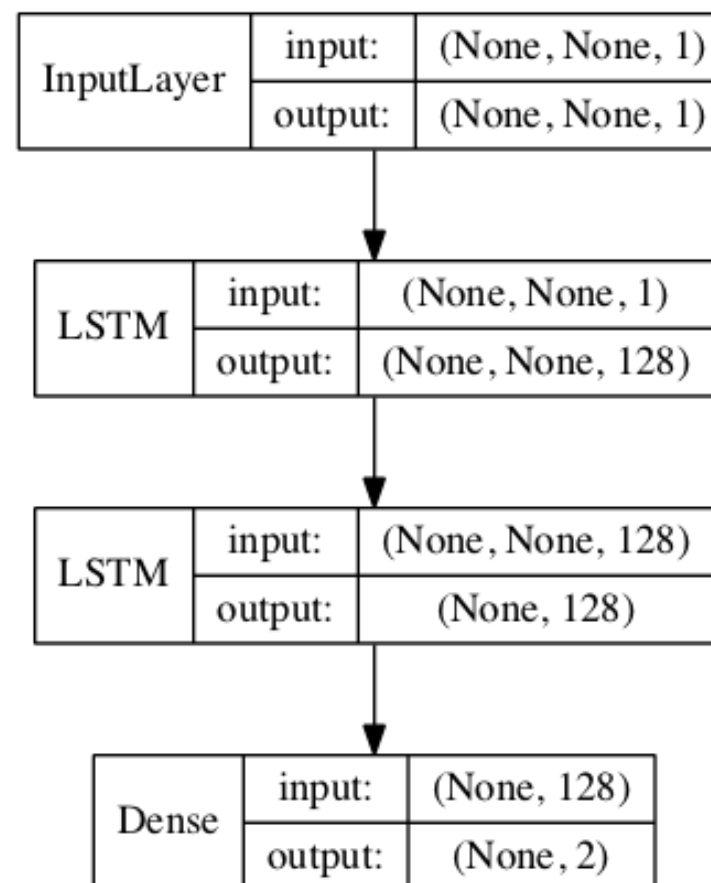 InputLayer
input: (None, None, 1)
output: (None, None, 1)
LSTM
input: (None, None, 1)
output: (None, None, 128)
LSTM
input: (None, None, 128)
output: (None, 128)
Dense
input: (None, 128)
output: (None, 2)